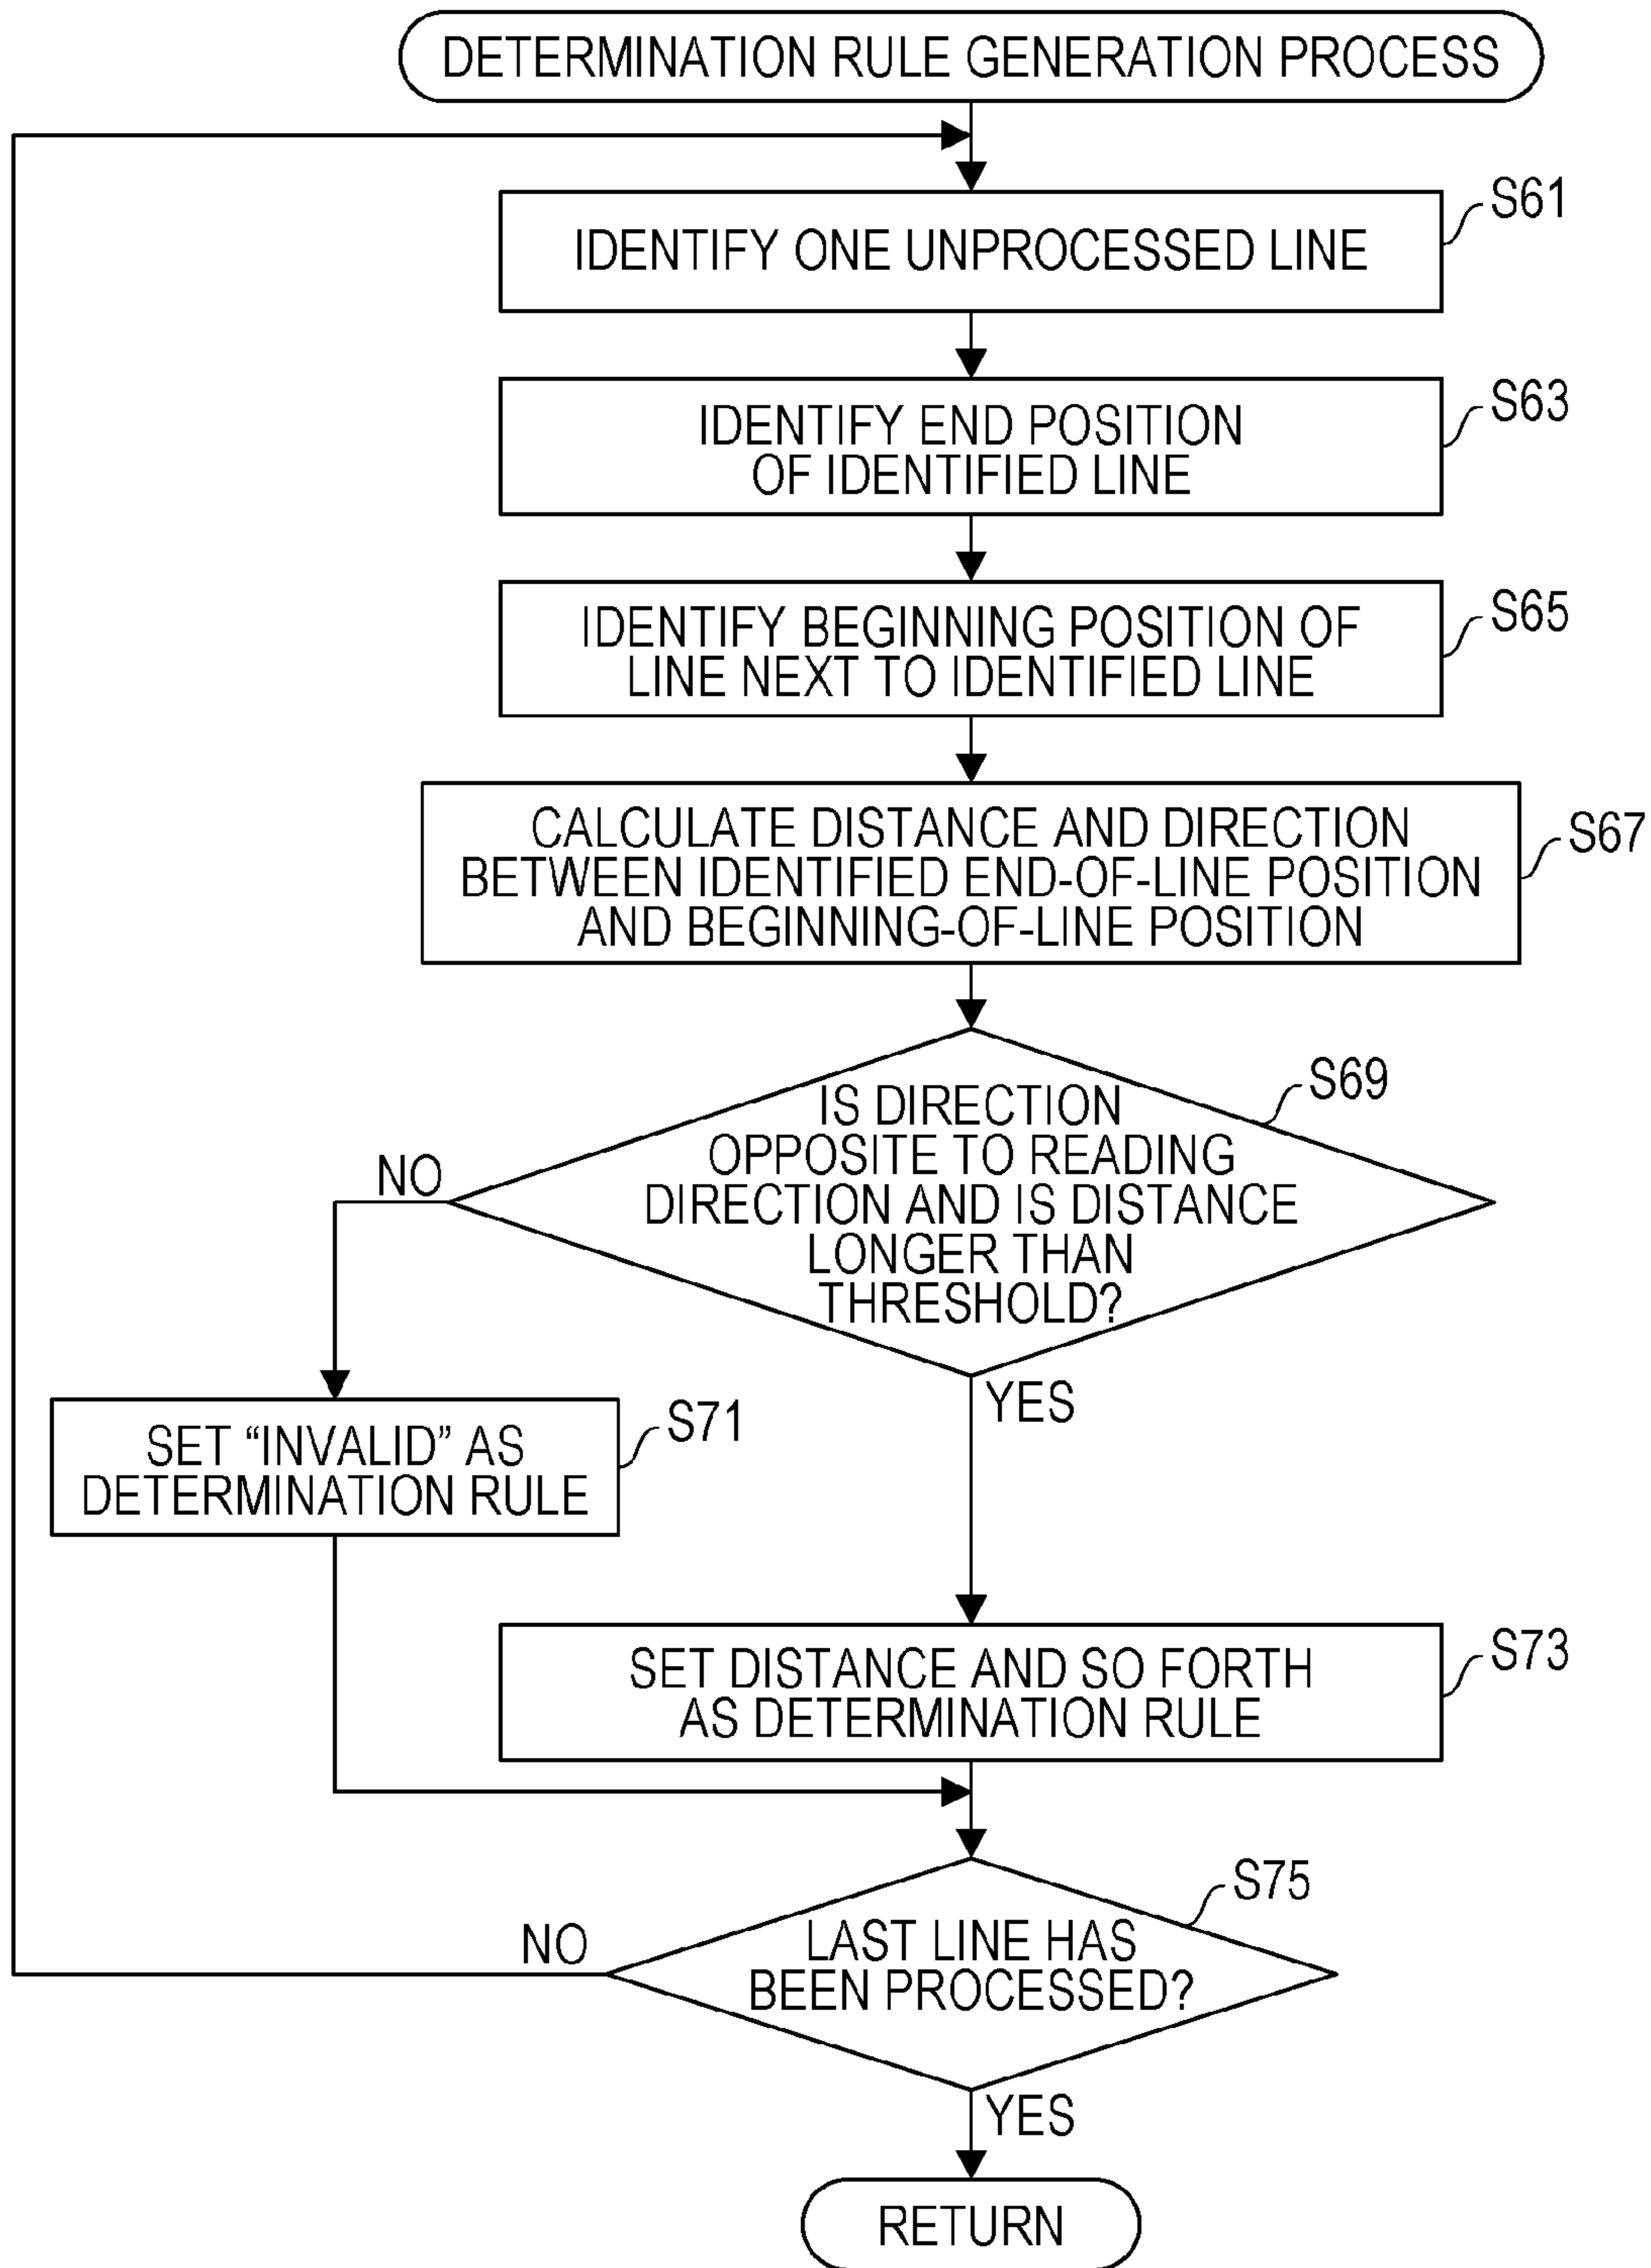 DETERMINATION RULE GENERATION PROCESS
S61
IDENTIFY ONE UNPROCESSED LINE
S63
IDENTIFY END POSITION
OF IDENTIFIED LINE
S65
IDENTIFY BEGINNING POSITION OF
LINE NEXT TO IDENTIFIED LINE
S67
CALCULATE DISTANCE AND DIRECTION
BETWEEN IDENTIFIED END-OF-LINE POSITION
AND BEGINNING-OF-LINE POSITION
S69
IS DIRECTION
OPPOSITE TO READING
DIRECTION AND IS DISTANCE
LONGER THAN
THRESHOLD?
NO
YES
S71
SET “INVALID” AS
DETERMINATION RULE
S73
SET DISTANCE AND SO FORTH
AS DETERMINATION RULE
S75
LAST LINE HAS
BEEN PROCESSED?
NO
YES
RETURN